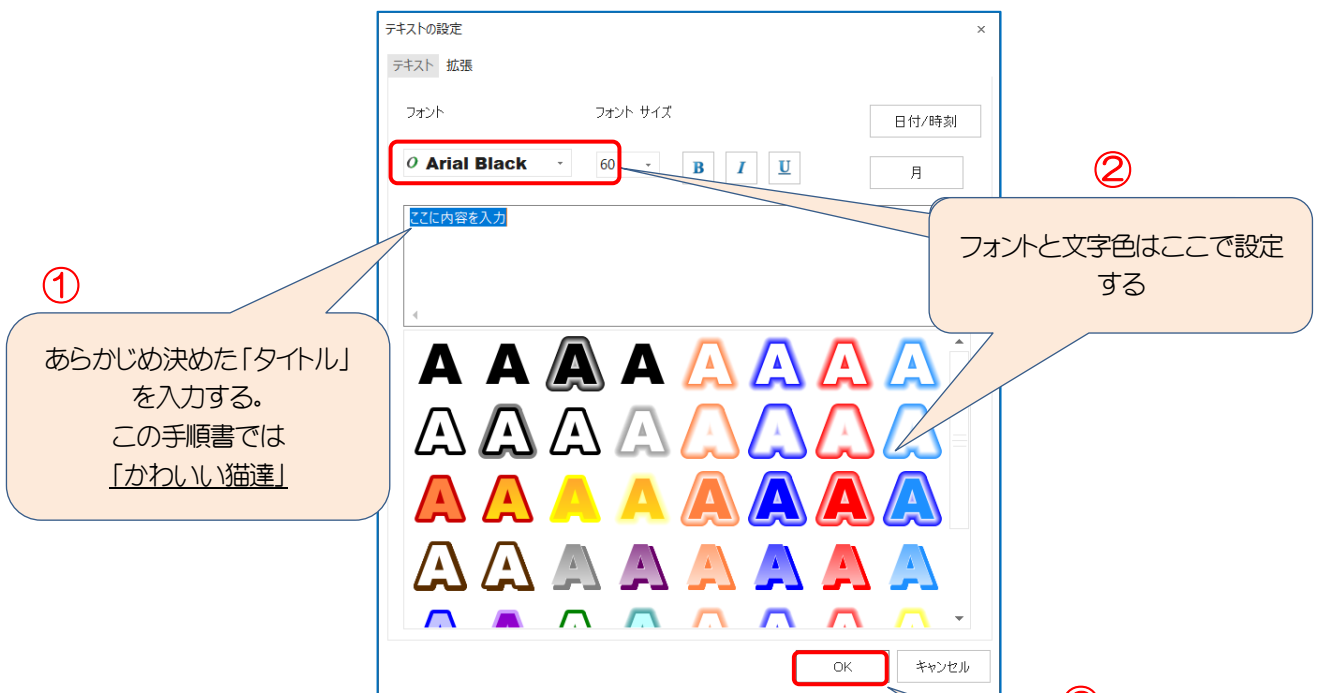 テキストの設定
×
テキスト 拡張
フォント
フォント サイズ
日付/時刻
O Arial Black
60
B I U
月
②
ここに内容を入力
フォントと文字色はここで設定
する
①
あらかじめ決めた「タイトル」
を入力する。
この手順書では
「かわいい猫達」
A A A A A A A A
A A A A A A A A
A A A A A A A A
A A A A A A A A
A A A A A A A A
OK
キャンセル